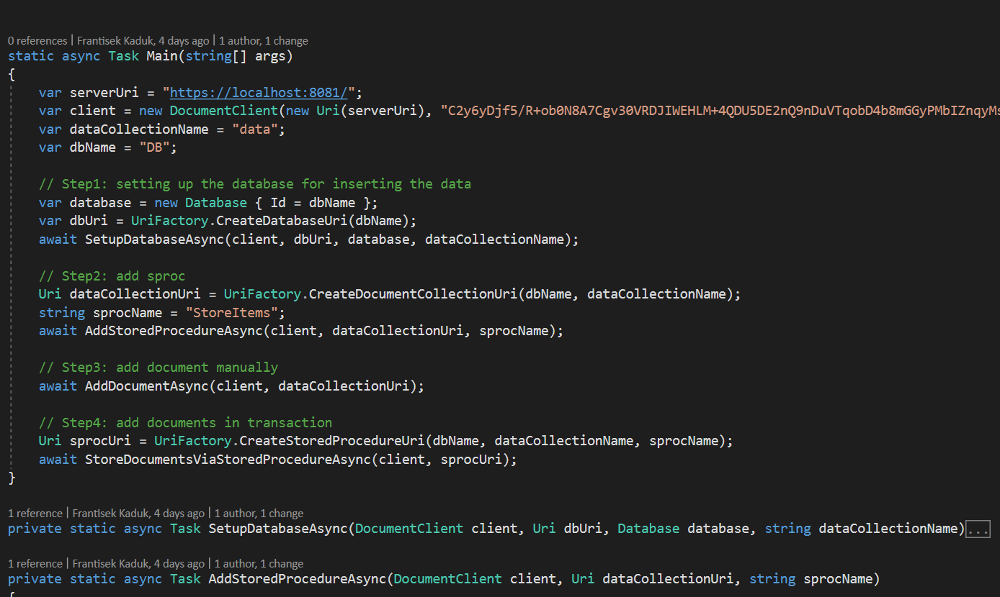 0 references | Frantisek Kaduk, 4 days ago | 1 author, 1 change
static async Task Main(string[] args)
{
    var serverUri = "https://localhost:8081/";
    var client = new DocumentClient(new Uri(serverUri), "C2y6yDjf5/R+ob0N8A7Cgv30VRDJIWEHLM+4QDU5DE2nQ9nDuVTqobD4b8mGGyPMbIZnqyMs
    var dataCollectionName = "data";
    var dbName = "DB";

    // Step1: setting up the database for inserting the data
    var database = new Database { Id = dbName };
    var dbUri = UriFactory.CreateDatabaseUri(dbName);
    await SetupDatabaseAsync(client, dbUri, database, dataCollectionName);

    // Step2: add sproc
    Uri dataCollectionUri = UriFactory.CreateDocumentCollectionUri(dbName, dataCollectionName);
    string sprocName = "StoreItems";
    await AddStoredProcedureAsync(client, dataCollectionUri, sprocName);

    // Step3: add document manually
    await AddDocumentAsync(client, dataCollectionUri);

    // Step4: add documents in transaction
    Uri sprocUri = UriFactory.CreateStoredProcedureUri(dbName, dataCollectionName, sprocName);
    await StoreDocumentsViaStoredProcedureAsync(client, sprocUri);
}

1 reference | Frantisek Kaduk, 4 days ago | 1 author, 1 change
private static async Task SetupDatabaseAsync(DocumentClient client, Uri dbUri, Database database, string dataCollectionName)...

1 reference | Frantisek Kaduk, 4 days ago | 1 author, 1 change
private static async Task AddStoredProcedureAsync(DocumentClient client, Uri dataCollectionUri, string sprocName)
{